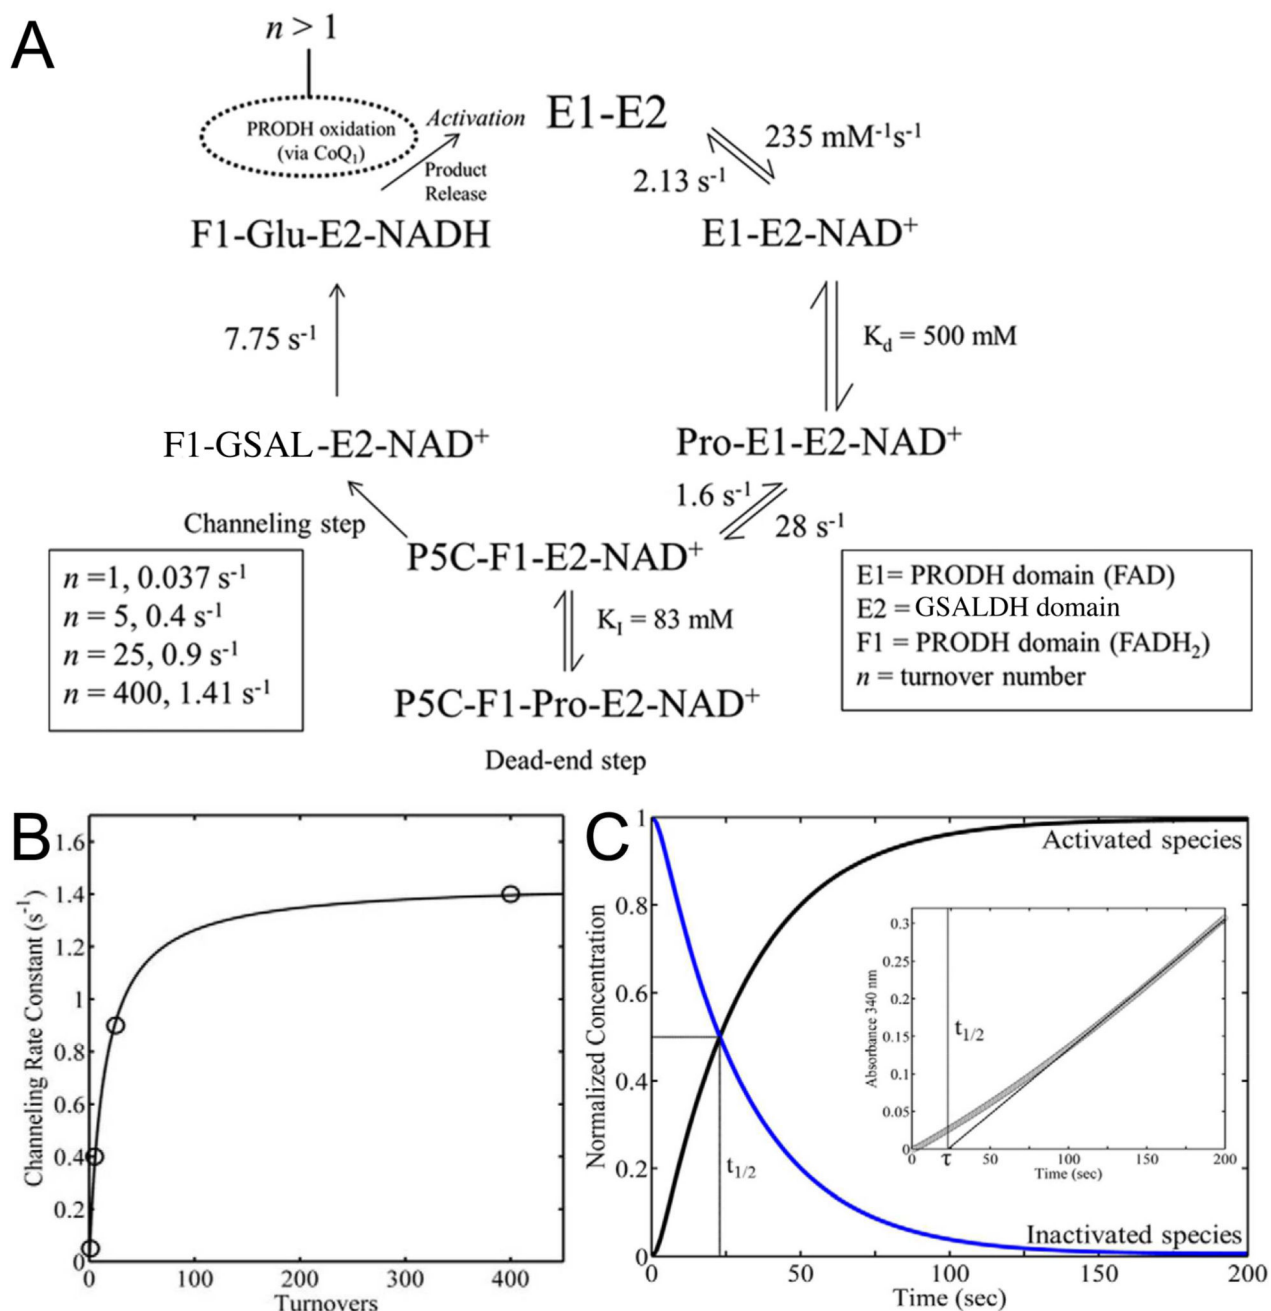 A
n > 1
PRODH oxidation
(via CoQ₁)
Activation
Product
Release
E1-E2
235 mM⁻¹s⁻¹
2.13 s⁻¹
F1-Glu-E2-NADH
E1-E2-NAD⁺
7.75 s⁻¹
K_d = 500 mM
F1-GSAL-E2-NAD⁺
Pro-E1-E2-NAD⁺
1.6 s⁻¹
28 s⁻¹
Channeling step
P5C-F1-E2-NAD⁺
n =1, 0.037 s⁻¹
n = 5, 0.4 s⁻¹
n = 25, 0.9 s⁻¹
n = 400, 1.41 s⁻¹
K_I = 83 mM
E1= PRODH domain (FAD)
E2 = GSALDH domain
F1 = PRODH domain (FADH₂)
n = turnover number
P5C-F1-Pro-E2-NAD⁺
Dead-end step
B
1.6
1.4
1.2
1
0.8
0.6
0.4
0.2
0
Channeling Rate Constant (s⁻¹)
0
100
200
300
400
Turnovers
C
1
0.8
0.6
0.4
0.2
0
Normalized Concentration
Activated species
t₁/₂
Inactivated species
0
50
100
150
200
Time (sec)
0.3
0.25
0.2
0.15
0.1
0.05
0
Absorbance 340 nm
t₁/₂
0
τ
50
100
150
200
Time (sec)